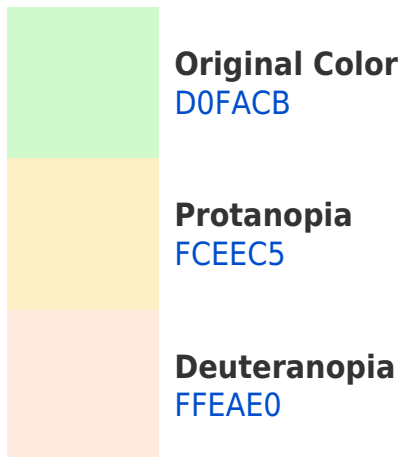 Original Color
D0FACB
Protanopia
FCEEC5
Deuteranopia
FFEAE0